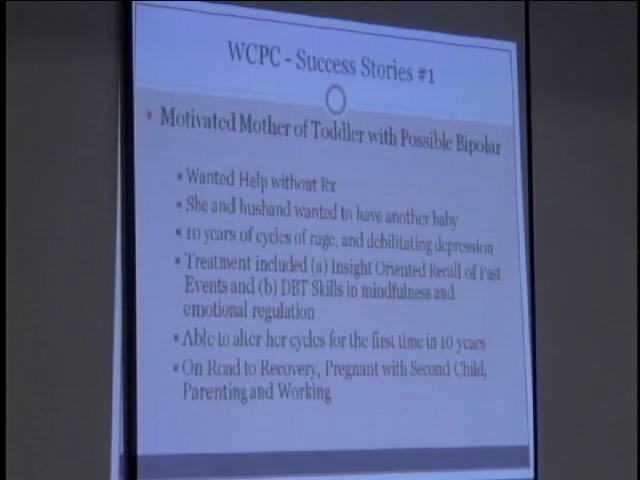 WCPC - Success Stories #1
Motivated Mother of Toddler with Possible Bipolar
Wanted Help without Rx
She and husband wanted to have another baby
10 years of cycles of rage, and debilitating depression
Treatment included (a) Insight Oriented Recall of Past
Events and (b) DBT Skills in mindfulness and
emotional regulation
Able to alter her cycles for the first time in 10 years
On Road to Recovery, Pregnant with Second Child,
Parenting and Working